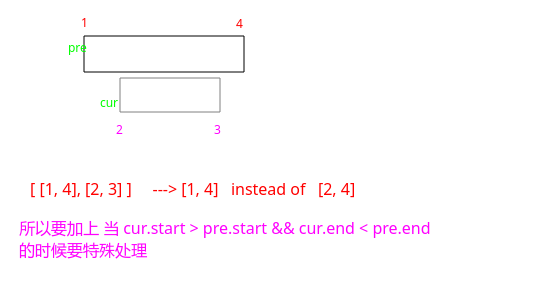 1
4
pre
cur
2
3
[ [1, 4], [2, 3] ] ---> [1, 4] instead of [2, 4]
所以要加上 当 cur.start > pre.start && cur.end < pre.end
的时候要特殊处理